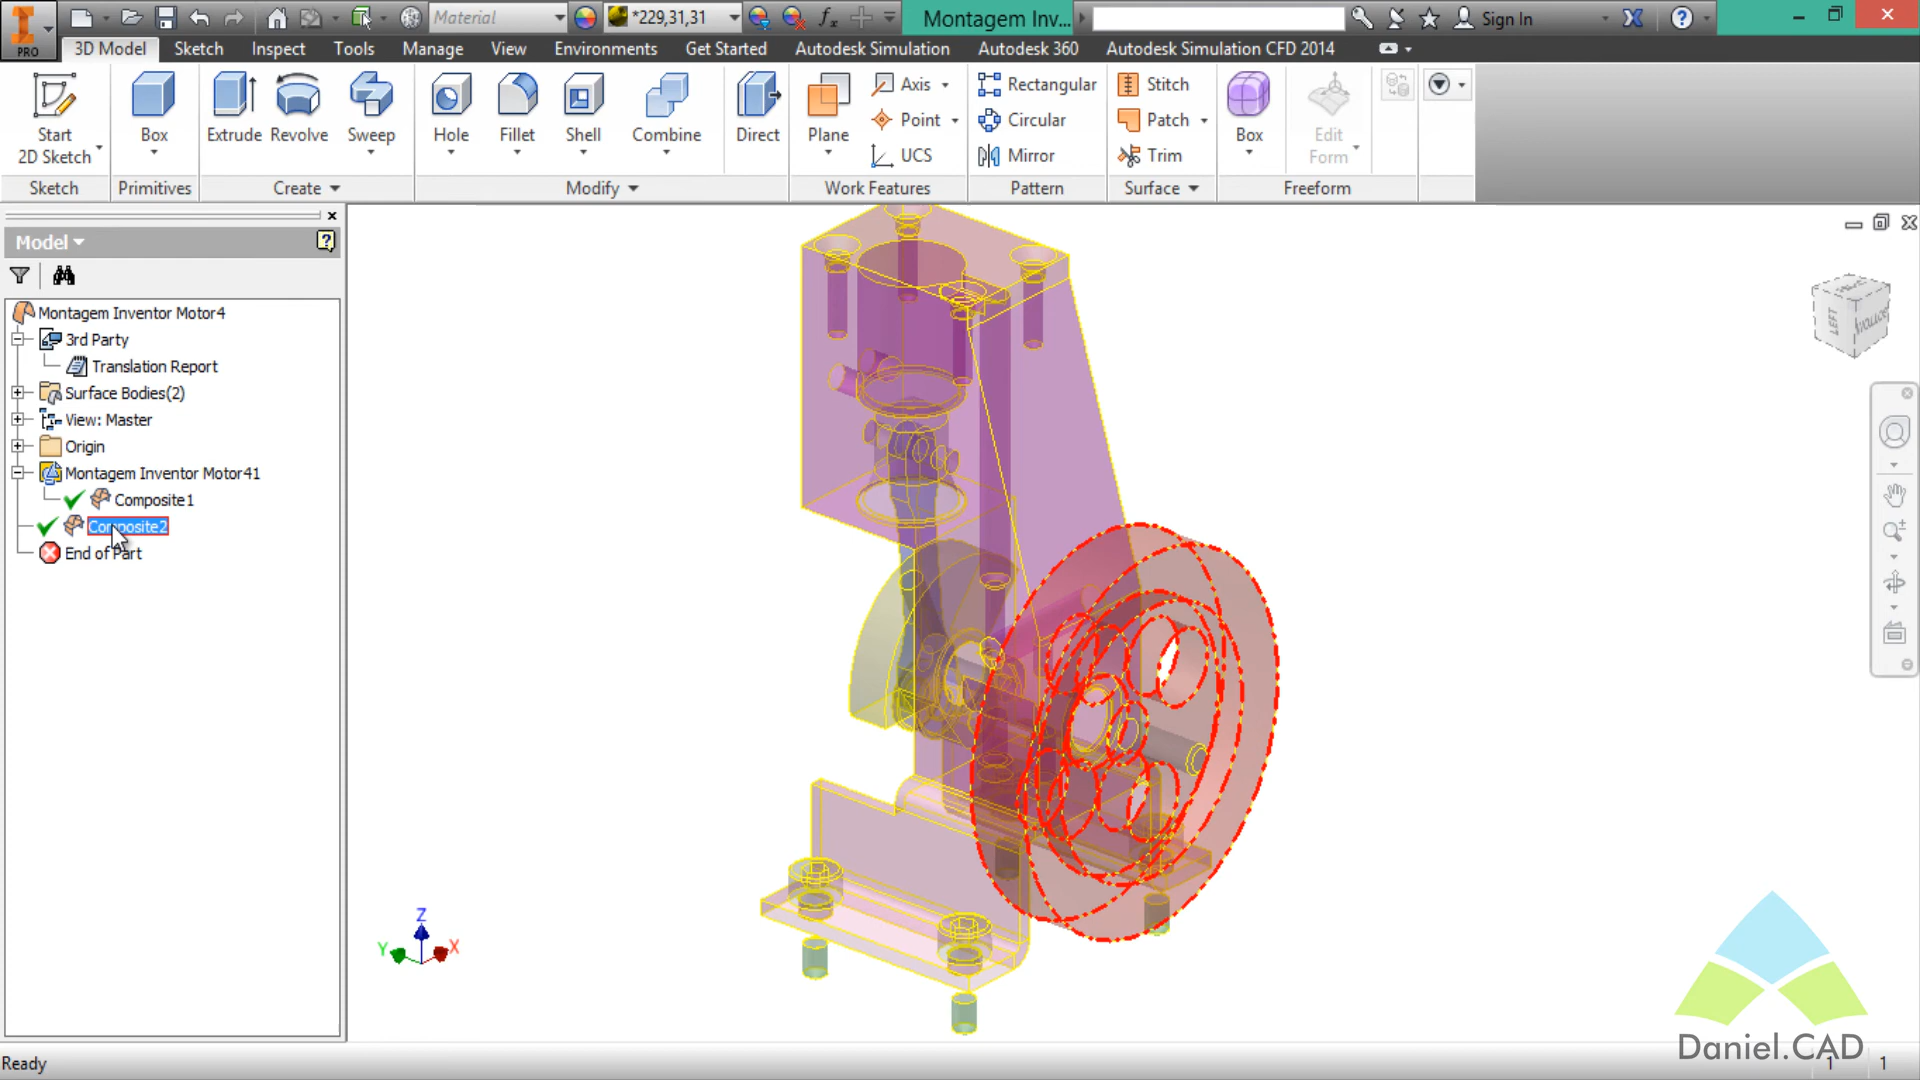 PRO
Material
*229,31,31
fx
Montagem Inv...
Sign In
3D Model
Sketch
Inspect
Tools
Manage
View
Environments
Get Started
Autodesk Simulation
Autodesk 360
Autodesk Simulation CFD 2014
Start
2D Sketch
Box
Extrude
Revolve
Sweep
Hole
Fillet
Shell
Combine
Direct
Plane
Axis
Point
UCS
Rectangular
Circular
Mirror
Stitch
Patch
Trim
Box
Edit
Form
Sketch
Primitives
Create
Modify
Work Features
Pattern
Surface
Freeform
Model
Montagem Inventor Motor4
3rd Party
Translation Report
Surface Bodies(2)
View: Master
Origin
Montagem Inventor Motor41
Composite1
Composite2
End of Part
LEFT
BOTTOM
Z
Y
X
Daniel.CAD
Ready
1
1